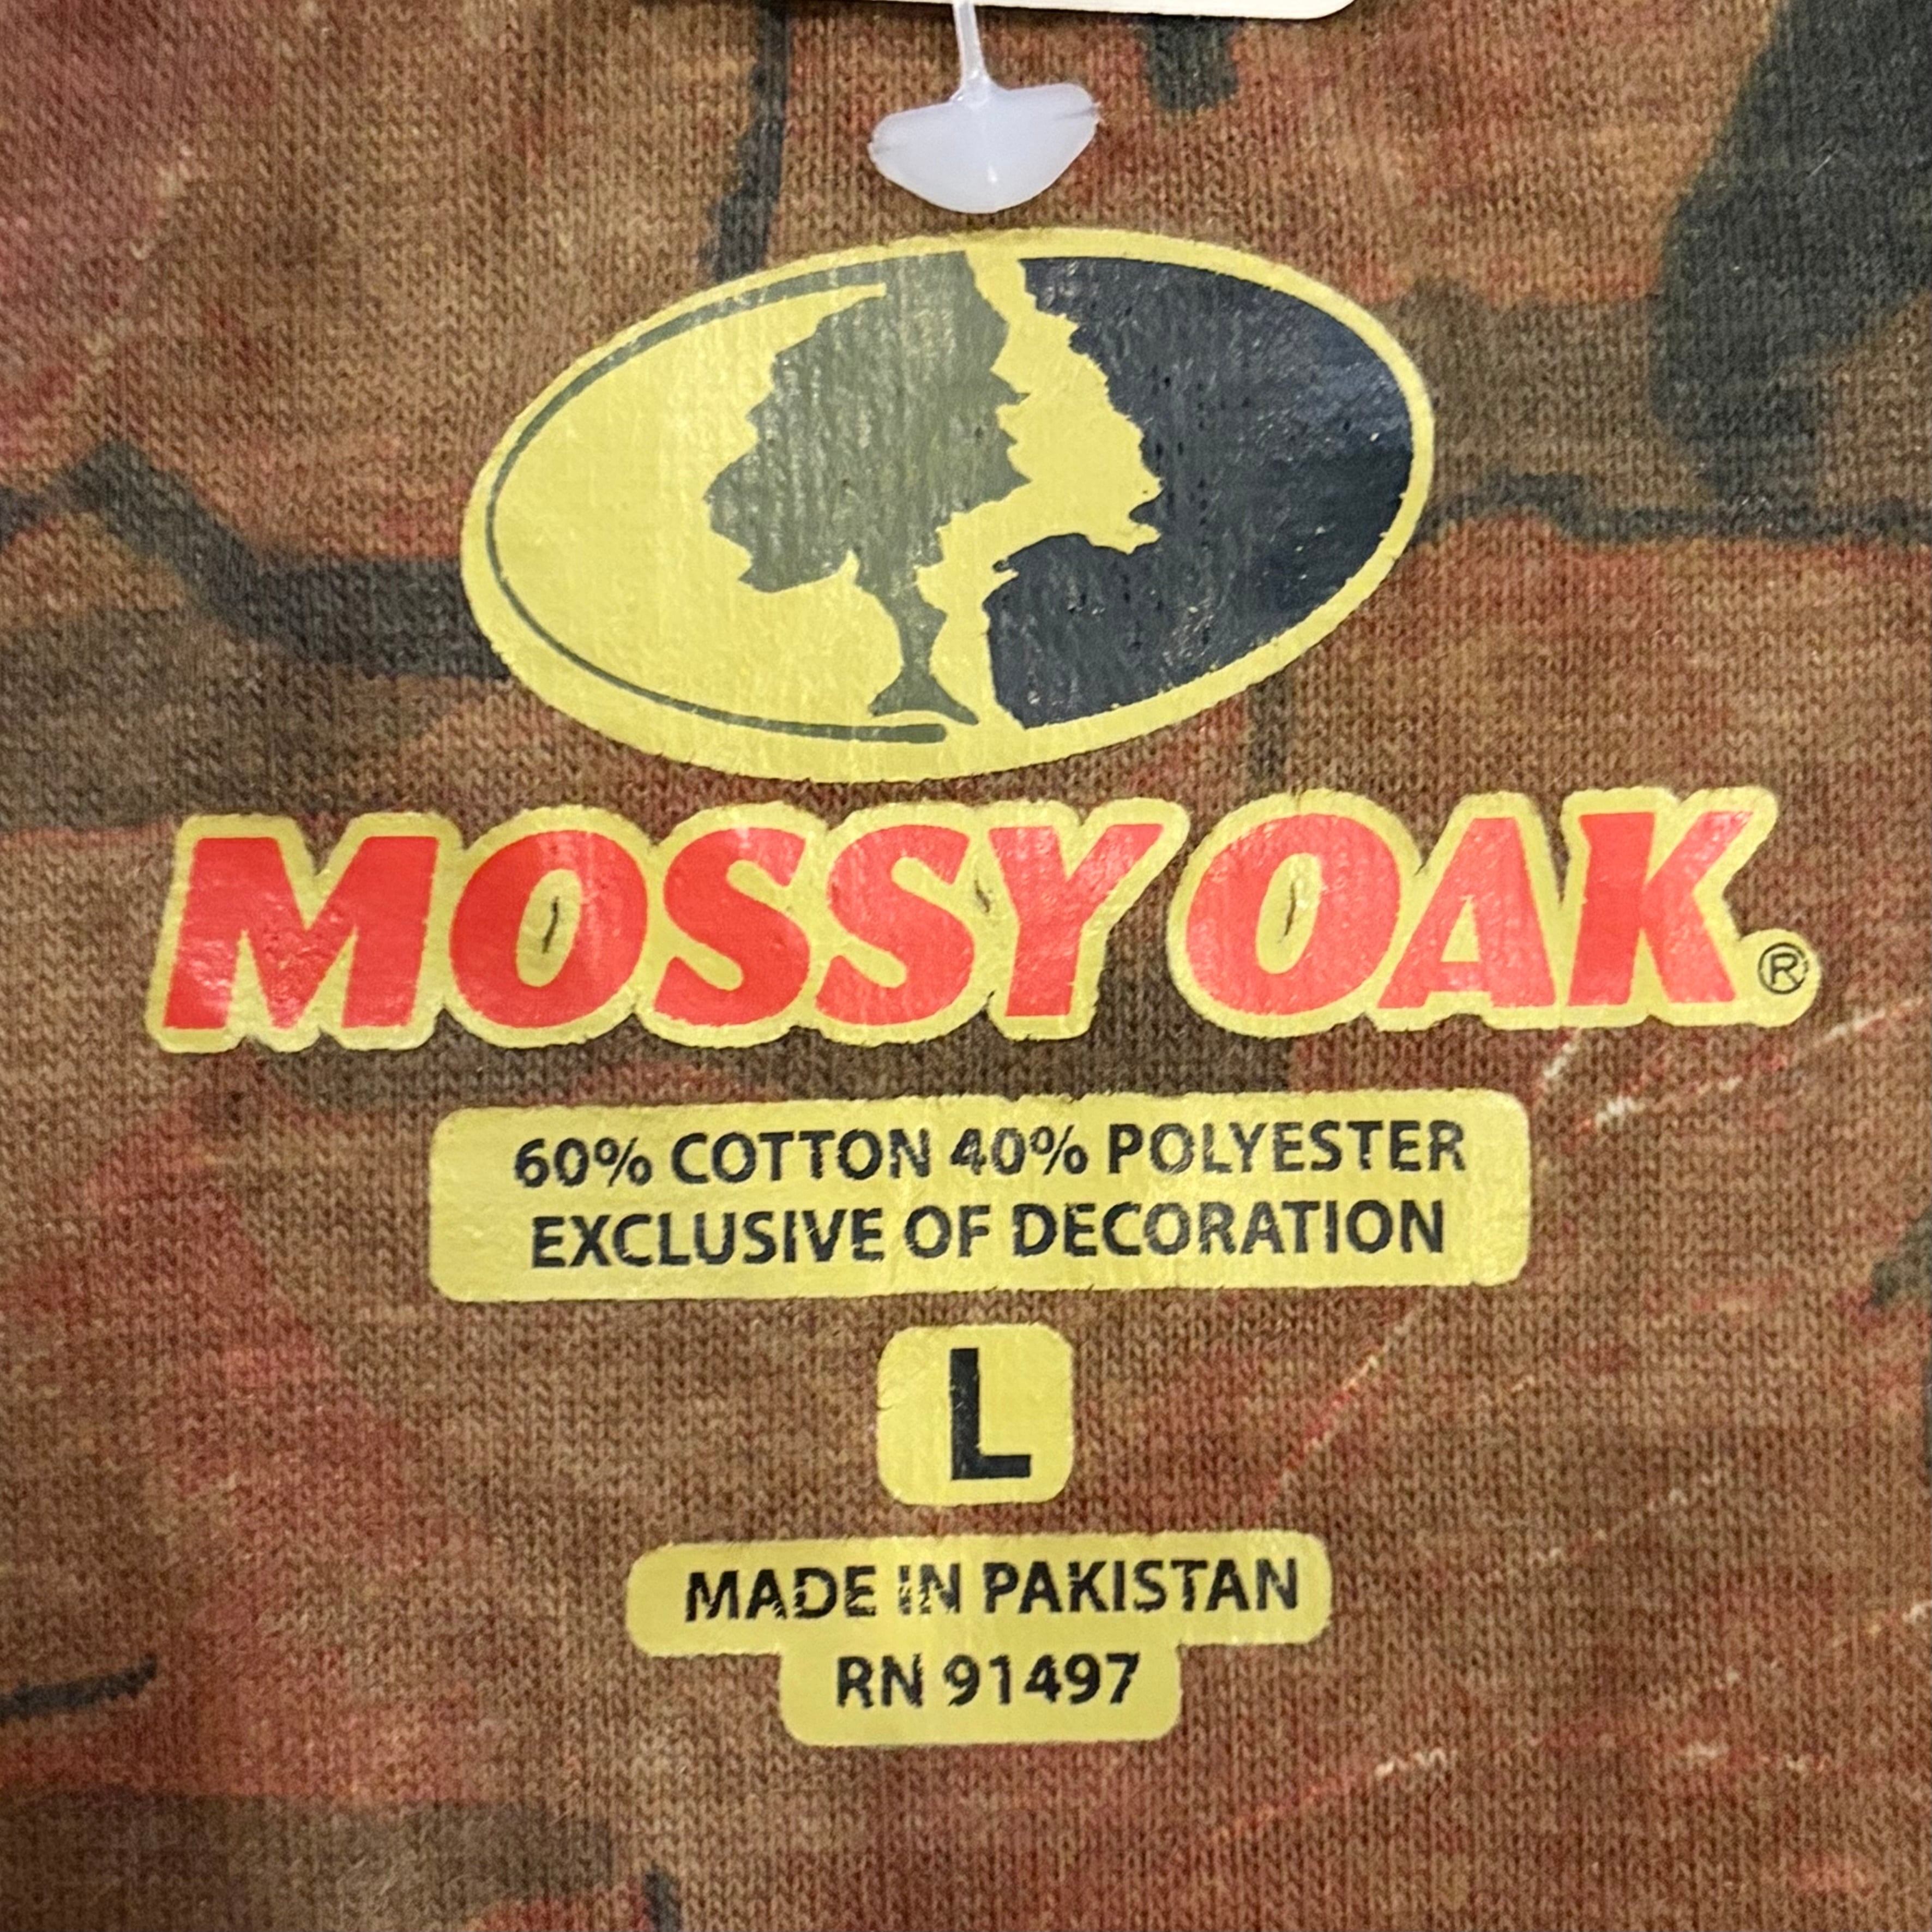 MOSSY OAK®
60% COTTON 40% POLYESTER
EXCLUSIVE OF DECORATION
L
MADE IN PAKISTAN
RN 91497